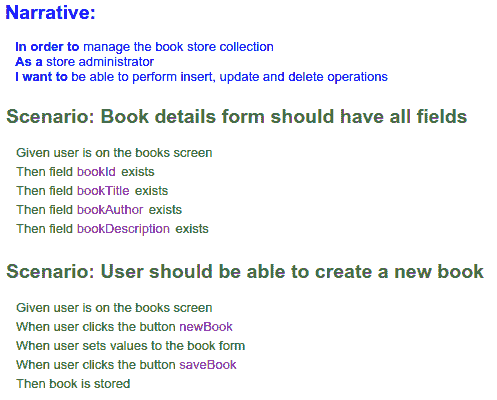 Narrative:
In order to manage the book store collection
As a store administrator
I want to be able to perform insert, update and delete operations
Scenario: Book details form should have all fields
Given user is on the books screen
Then field bookId exists
Then field bookTitle exists
Then field bookAuthor exists
Then field bookDescription exists
Scenario: User should be able to create a new book
Given user is on the books screen
When user clicks the button newBook
When user sets values to the book form
When user clicks the button saveBook
Then book is stored